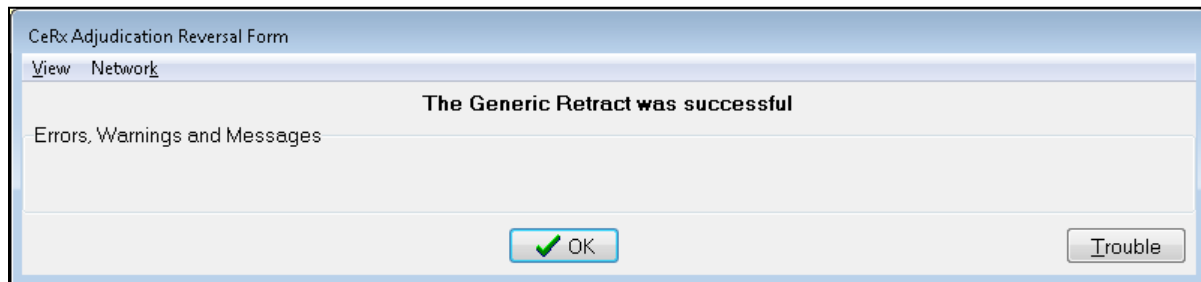 CeRx Adjudication Reversal Form
View Network
The Generic Retract was successful
Errors, Warnings and Messages
OK
Trouble